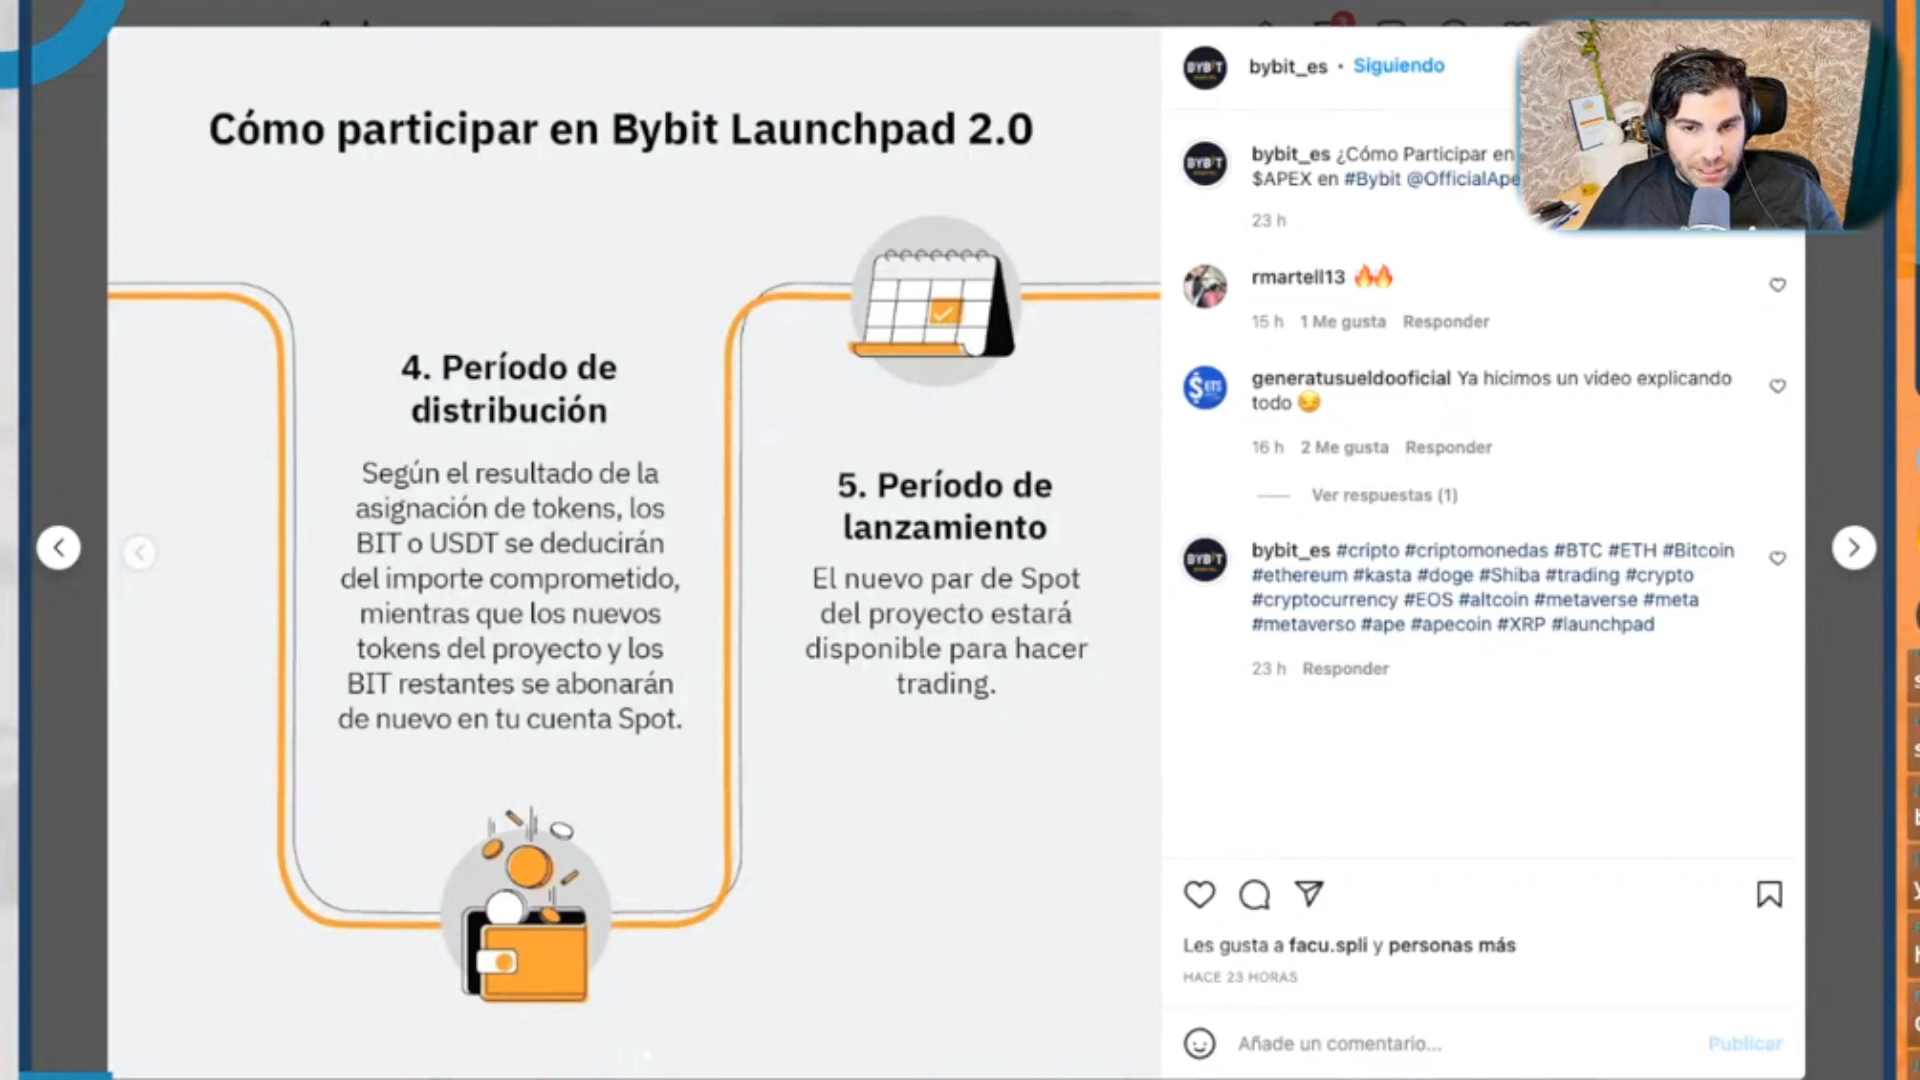 Cómo participar en Bybit Launchpad 2.0
4. Período de
distribución
Según el resultado de la
asignación de tokens, los
BIT o USDT se deducirán
del importe comprometido,
mientras que los nuevos
tokens del proyecto y los
BIT restantes se abonarán
de nuevo en tu cuenta Spot.
5. Período de
lanzamiento
El nuevo par de Spot
del proyecto estará
disponible para hacer
trading.
bybit_es • Siguiendo
bybit_es ¿Cómo Participar en
$APEX en #Bybit @OfficialApe
23 h
rmartell13 🔥🔥
15 h 1 Me gusta Responder
generatusueldooficial Ya hicimos un video explicando
todo 😏
16 h 2 Me gusta Responder
Ver respuestas (1)
bybit_es #cripto #criptomonedas #BTC #ETH #Bitcoin
#ethereum #kasta #doge #Shiba #trading #crypto
#cryptocurrency #EOS #altcoin #metaverse #meta
#metaverso #ape #apecoin #XRP #launchpad
23 h Responder
Les gusta a facu.spli y personas más
HACE 23 HORAS
Añade un comentario...
Publicar